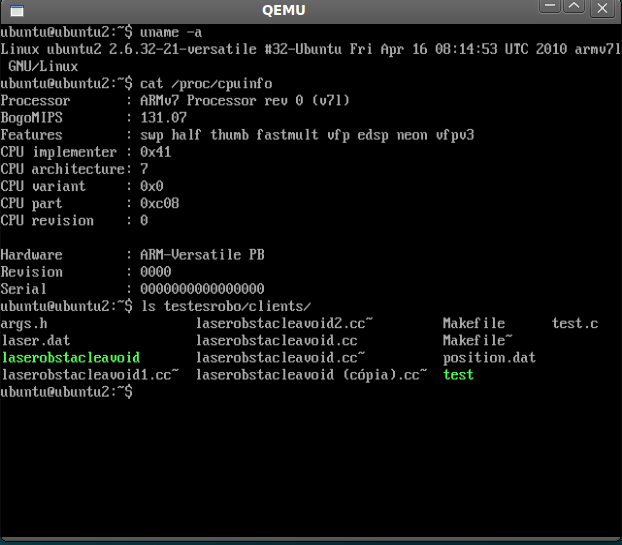 QEMU
ubuntu@ubuntu2:~$ uname -a
Linux ubuntu2 2.6.32-21-versatile #32-Ubuntu Fri Apr 16 08:14:53 UTC 2010 armv7l
 GNU/Linux
ubuntu@ubuntu2:~$ cat /proc/cpuinfo
Processor       : ARMv7 Processor rev 0 (v7l)
BogoMIPS        : 131.07
Features        : swp half thumb fastmult vfp edsp neon vfpv3
CPU implementer : 0x41
CPU architecture: 7
CPU variant     : 0x0
CPU part        : 0xc08
CPU revision    : 0

Hardware        : ARM-Versatile PB
Revision        : 0000
Serial          : 0000000000000000
ubuntu@ubuntu2:~$ ls testesrobo/clients/
args.h                 laserobstacleavoid2.cc~         Makefile      test.c
laser.dat              laserobstacleavoid.cc           Makefile~
laserobstacleavoid     laserobstacleavoid.cc~          position.dat
laserobstacleavoid1.cc~  laserobstacleavoid (cópia).cc~  test
ubuntu@ubuntu2:~$